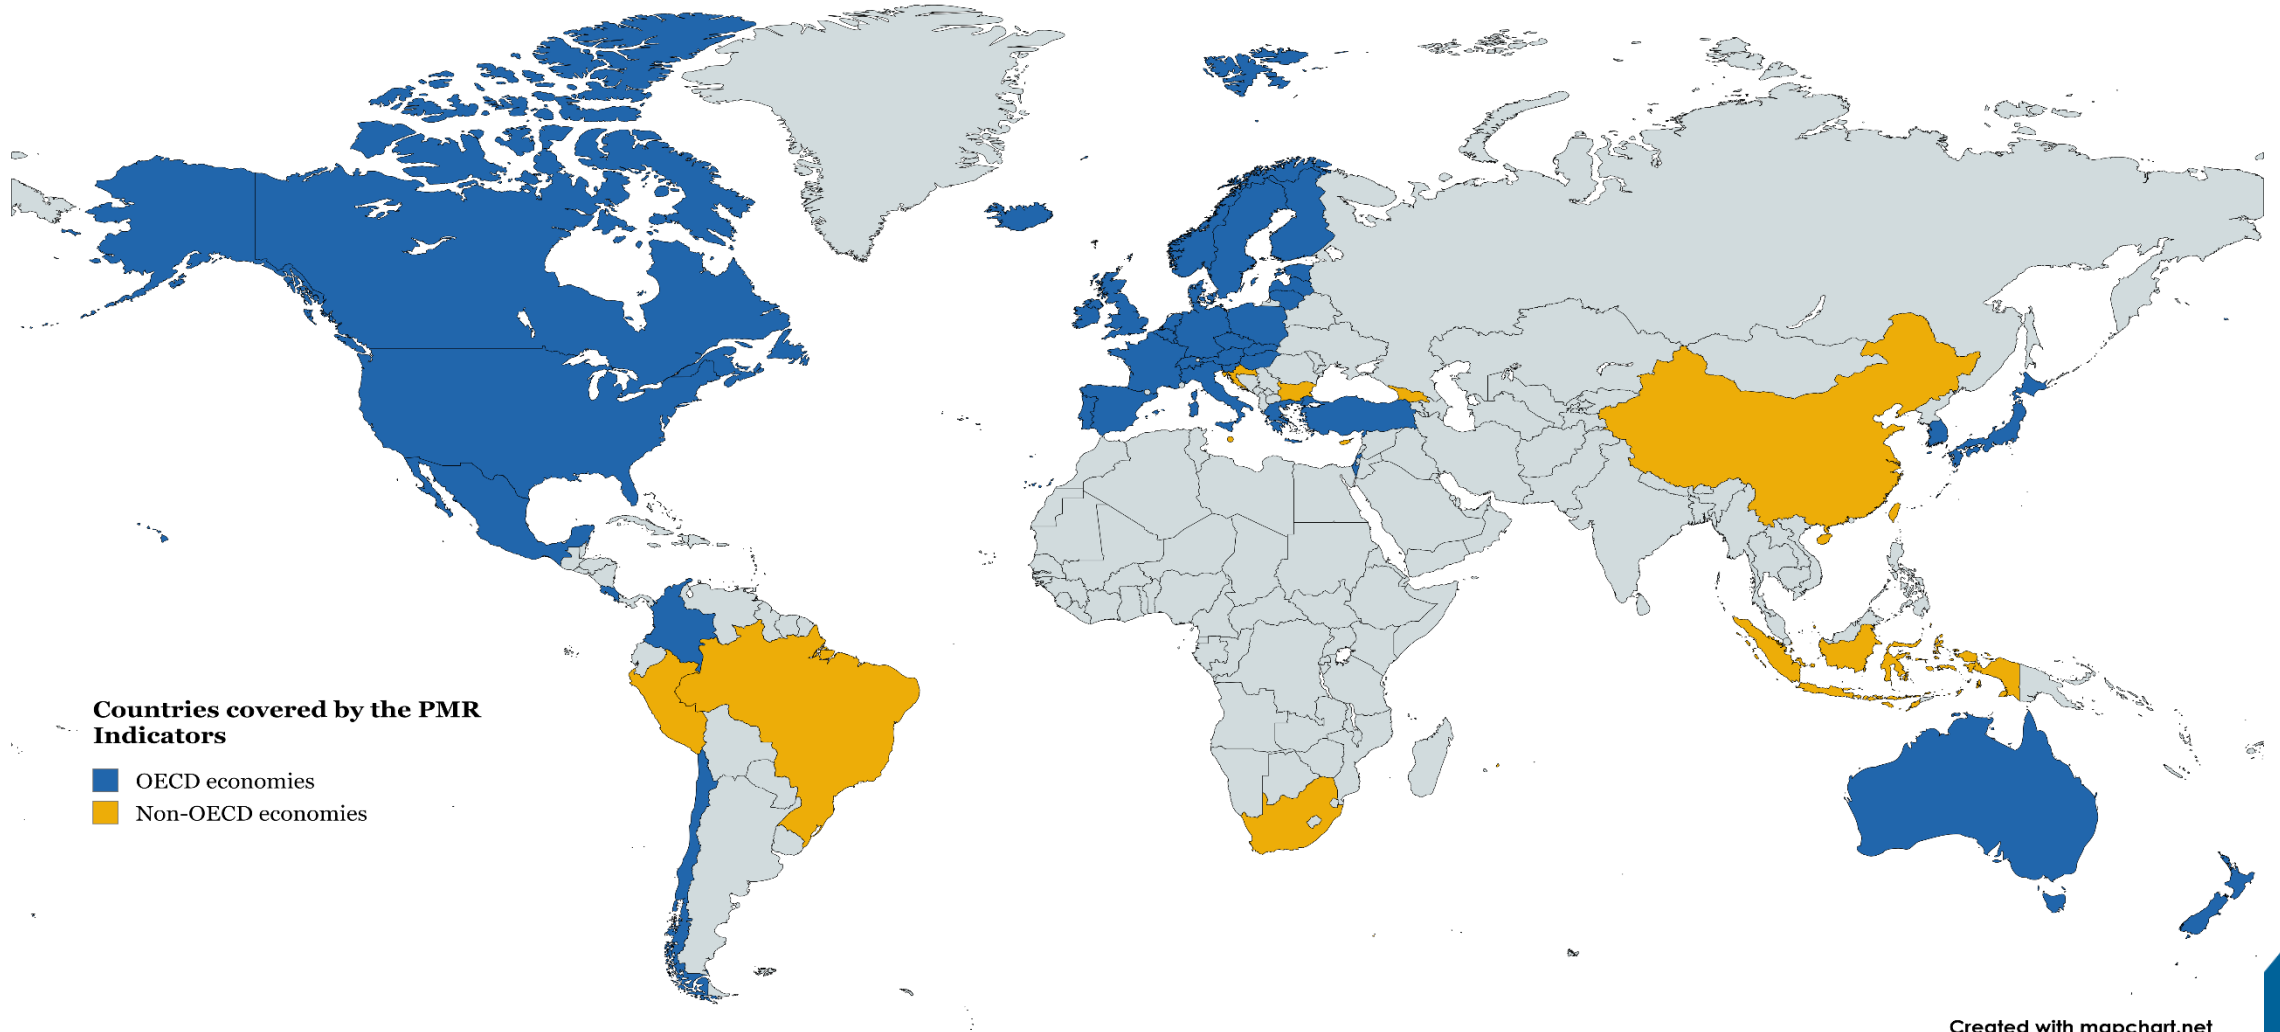 Countries covered by the PMR
Indicators
OECD economies
Non-OECD economies
Created with mapchart.net